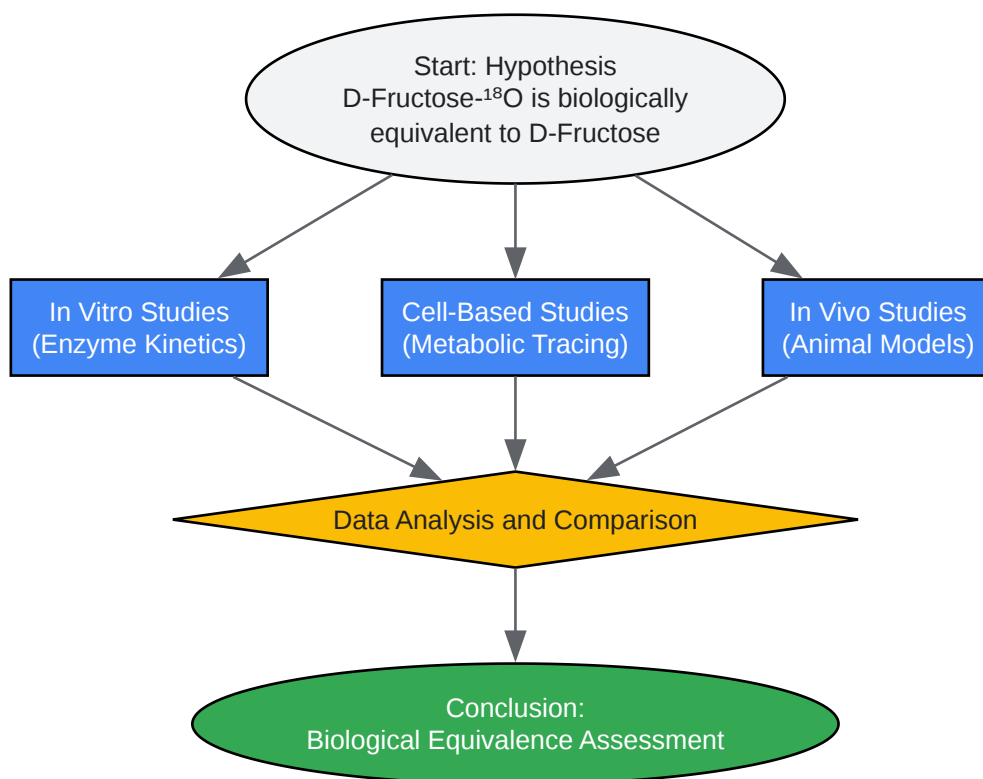 Start: Hypothesis
D-Fructose-¹⁸O is biologically
equivalent to D-Fructose
In Vitro Studies
(Enzyme Kinetics)
Cell-Based Studies
(Metabolic Tracing)
In Vivo Studies
(Animal Models)
Data Analysis and Comparison
Conclusion:
Biological Equivalence Assessment